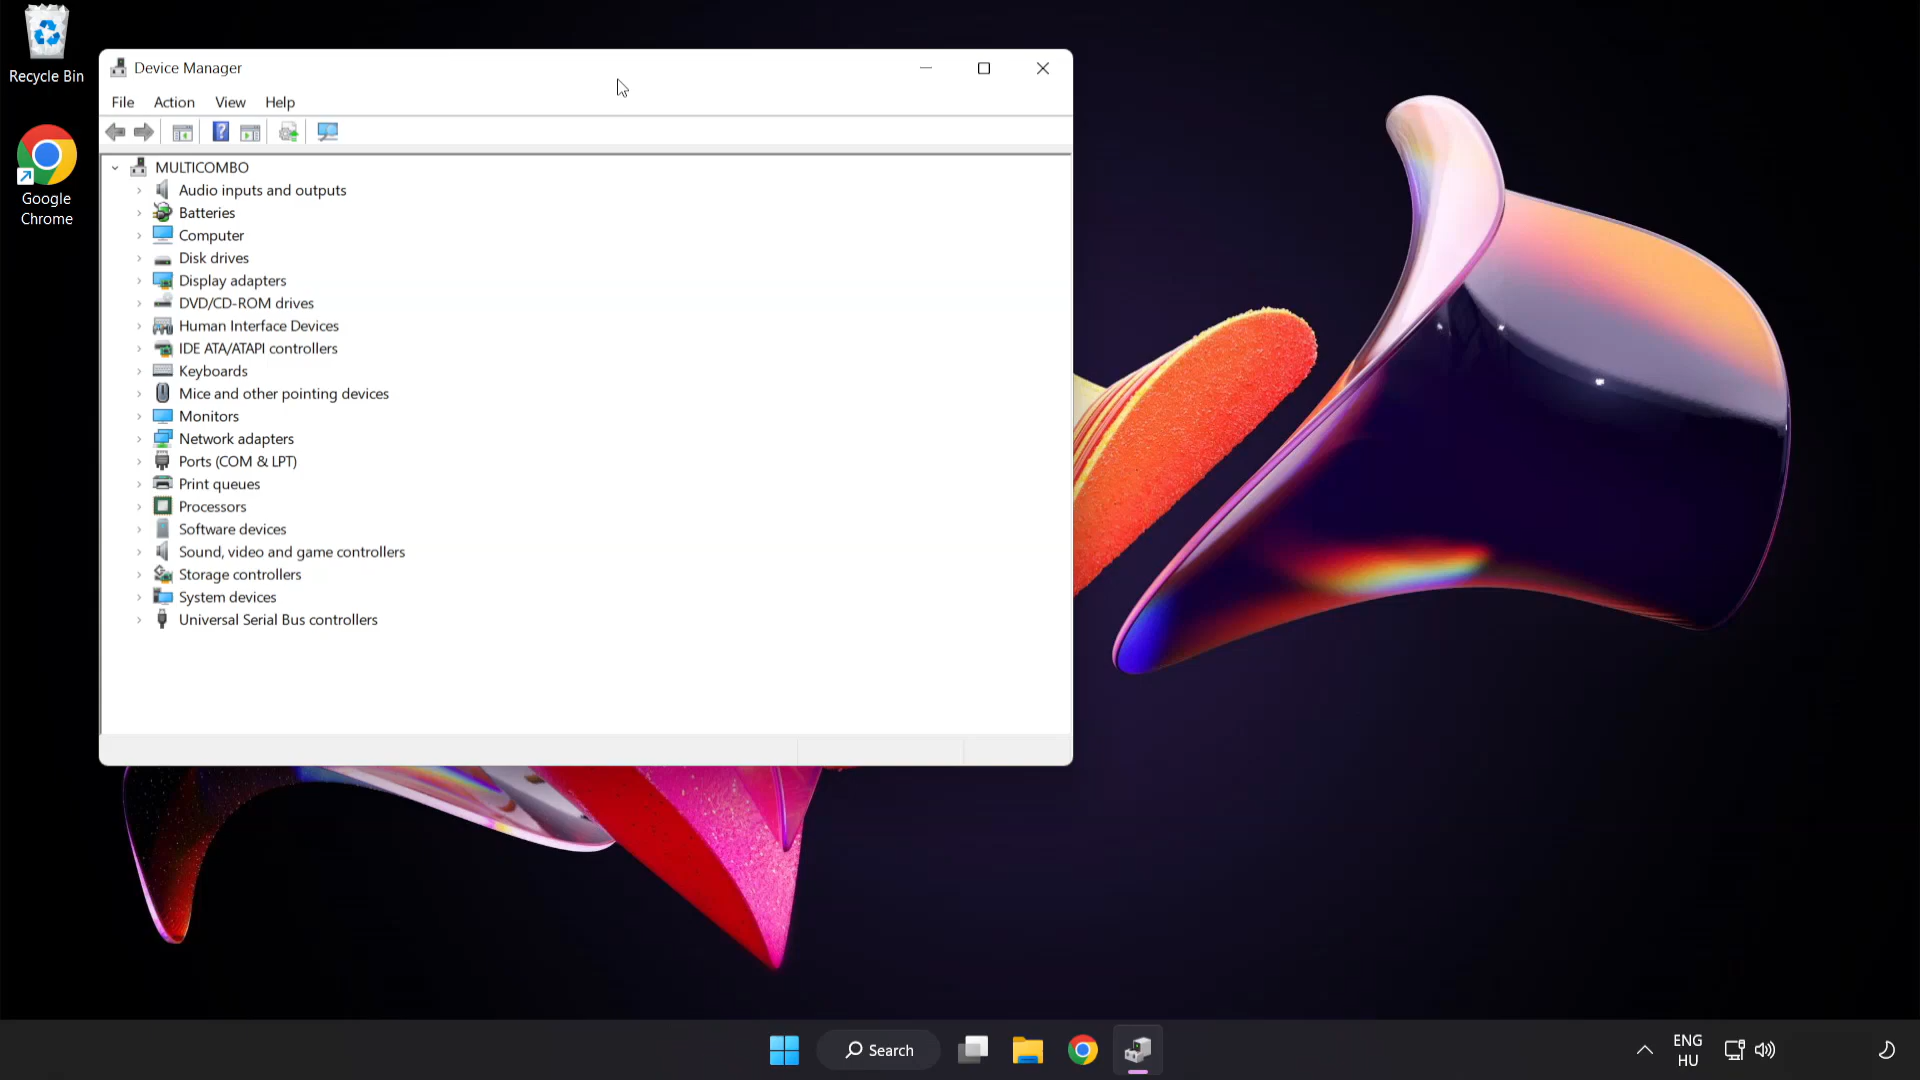 Recycle Bin
Google
Chrome
Device Manager
File Action View Help
MULTICOMBO
Audio inputs and outputs
Batteries
Computer
Disk drives
Display adapters
DVD/CD-ROM drives
Human Interface Devices
IDE ATA/ATAPI controllers
Keyboards
Mice and other pointing devices
Monitors
Network adapters
Ports (COM & LPT)
Print queues
Processors
Software devices
Sound, video and game controllers
Storage controllers
System devices
Universal Serial Bus controllers
Search
ENG
HU